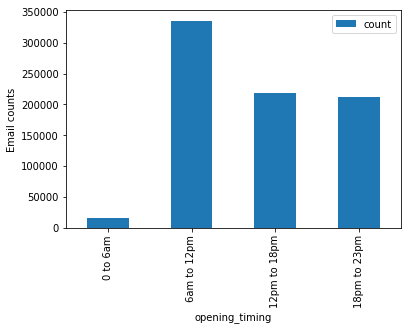 350000
300000
250000
200000
150000
100000
50000
0
Email counts
count
0 to 6am
6am to 12pm
12pm to 18pm
18pm to 23pm
opening_timing